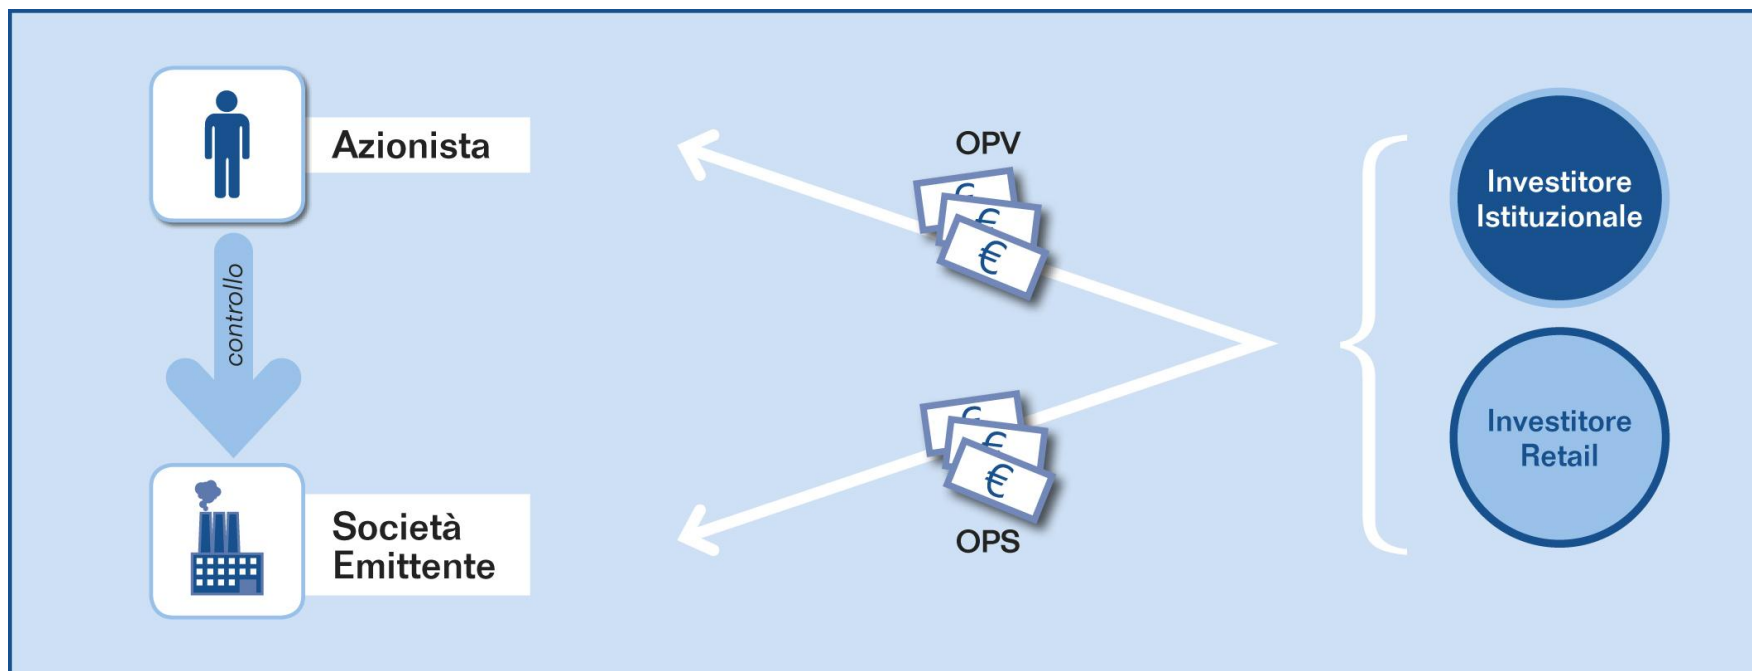 Azionista
controllo
Società
Emittente
OPV
€
€
€
€
€
€
OPS
Investitore
Istituzionale
Investitore
Retail